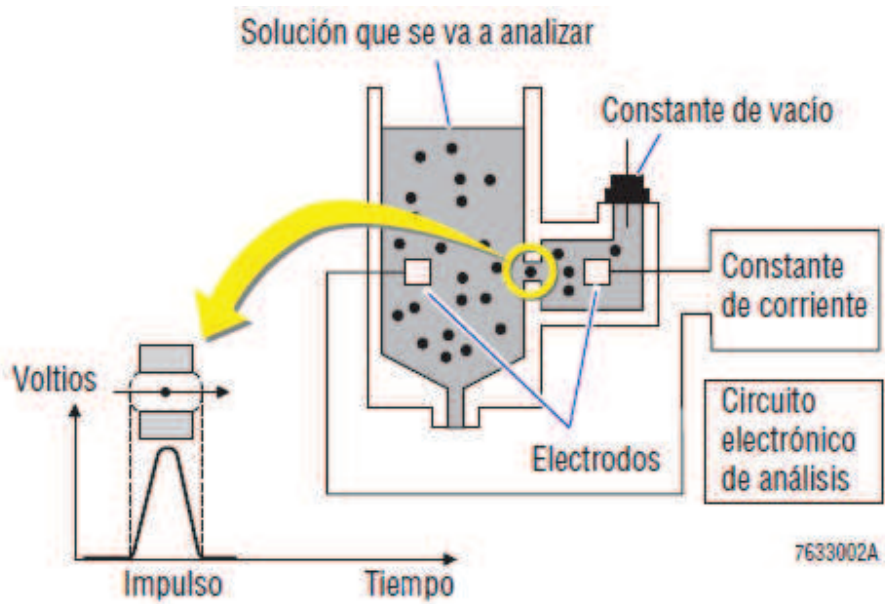 Solución que se va a analizar
Constante de vacío
Constante
de corriente
Voltios
Circuito
electrónico
de análisis
Electrodos
7633002A
Impulso
Tiempo